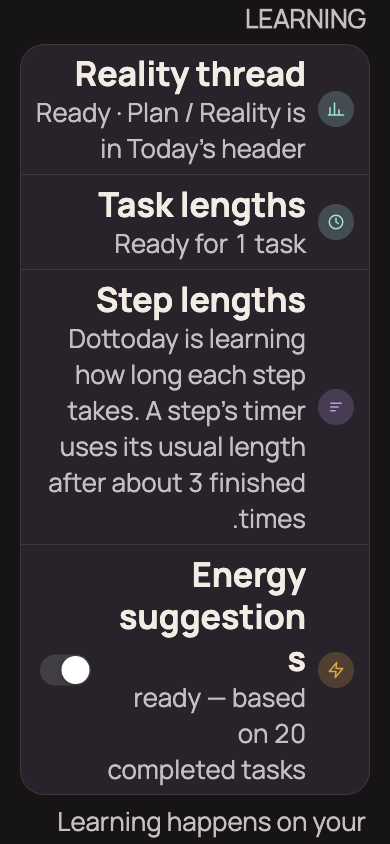 LEARNING
Reality thread
Ready · Plan / Reality is
in Today's header
Task lengths
Ready for 1 task
Step lengths
Dottoday is learning
how long each step
takes. A step's timer
uses its usual length
after about 3 finished
.times
Energy
suggestion
s
ready — based
on 20
completed tasks
Learning happens on your